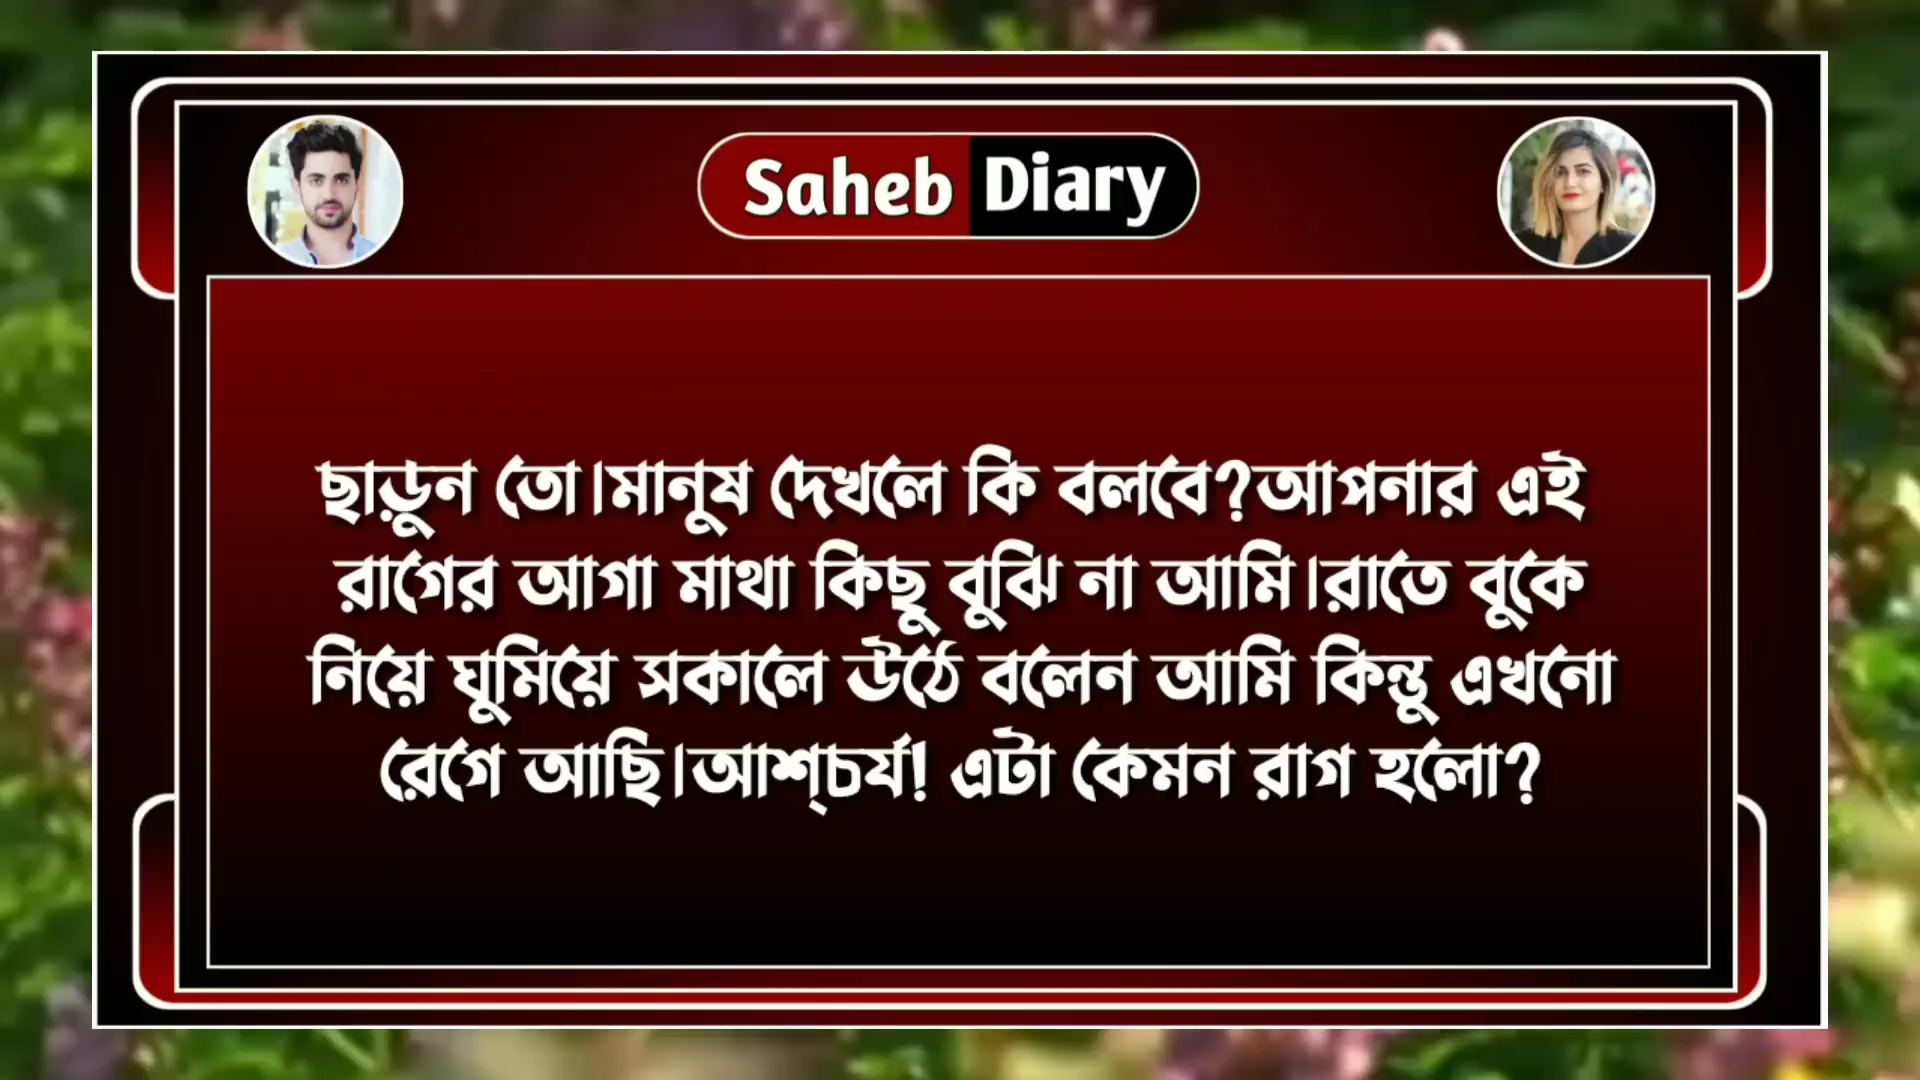 Saheb Diary
ছাড়ুন তো।মানুষ দেখলে কি বলবে?আপনার এই
রাগের আগা মাথা কিছু বুঝি না আমি।রাতে বুকে
নিয়ে ঘুমিয়ে সকালে উঠে বলেন আমি কিন্তু এখনো
রেগে আছি।আশ্চর্য! এটা কেমন রাগ হলো?